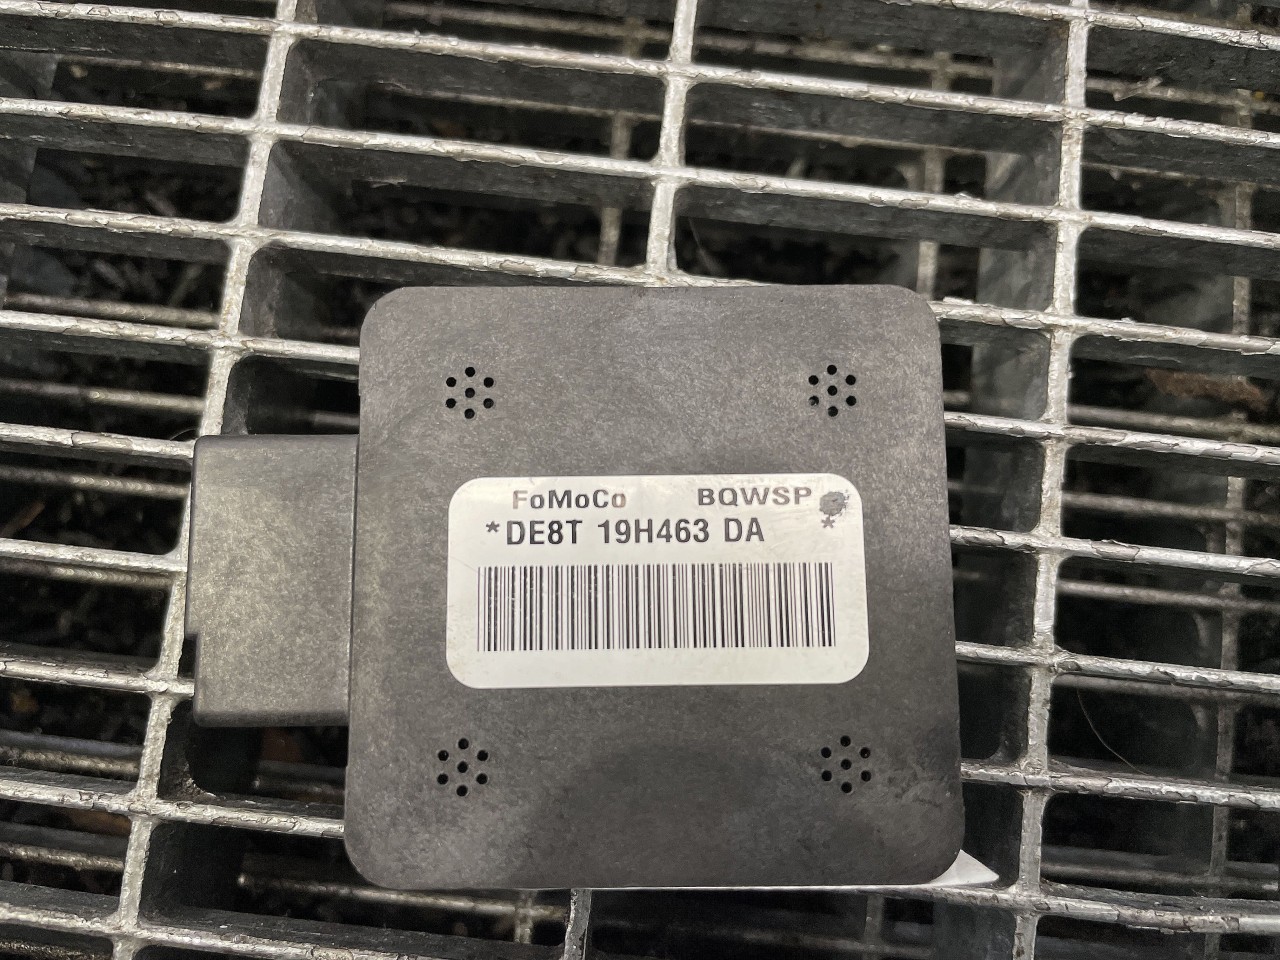 FoMoCo BQWSP
*DE8T 19H463 DA *